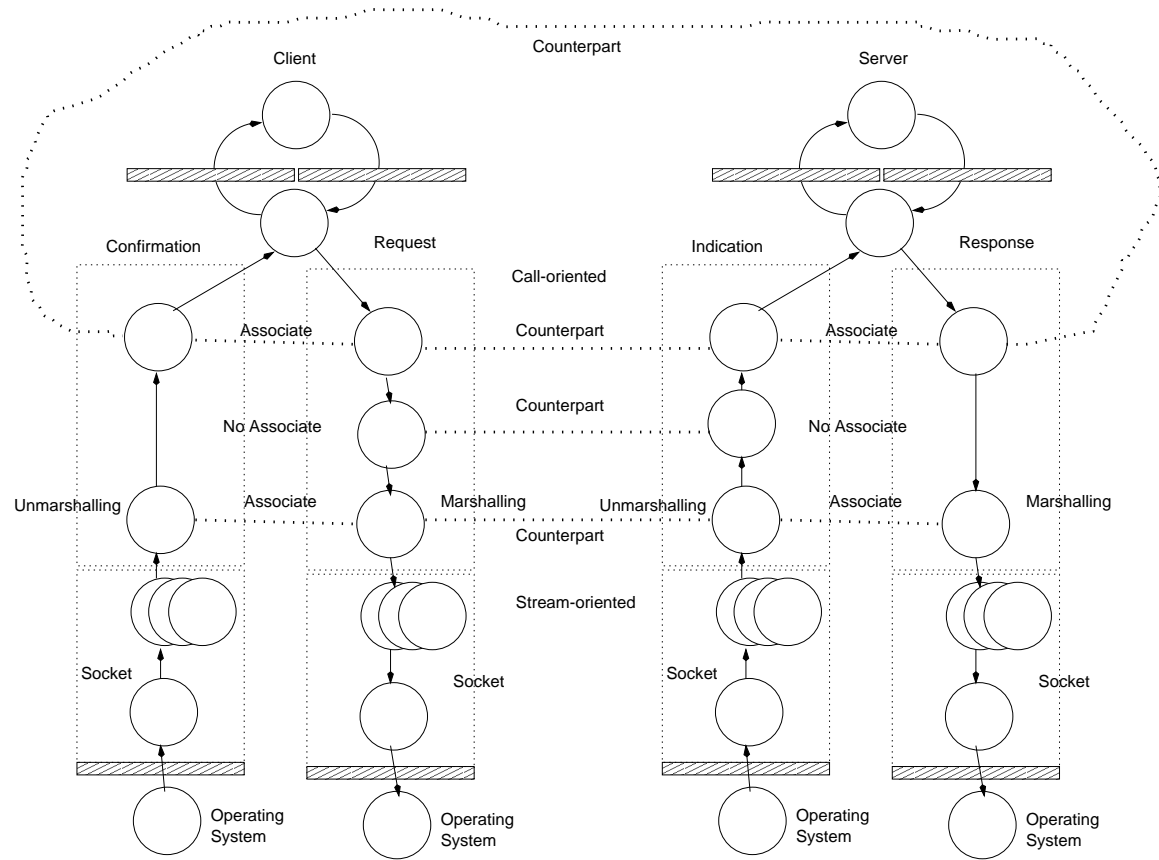 Counterpart
Client
Server
Confirmation
Request
Indication
Response
Call-oriented
Associate
Counterpart
Associate
Counterpart
No Associate
No Associate
Unmarshalling
Associate
Marshalling
Unmarshalling
Associate
Marshalling
Counterpart
Stream-oriented
Socket
Socket
Socket
Socket
Operating
System
Operating
System
Operating
System
Operating
System